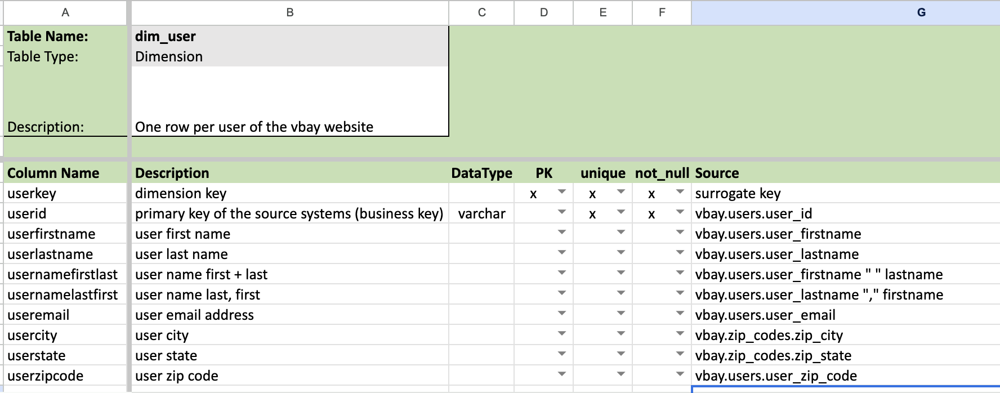 A B C D E F G
Table Name: dim_user
Table Type: Dimension
Description: One row per user of the vbay website
Column Name Description DataType PK unique not_null Source
userkey dimension key x x x surrogate key
userid primary key of the source systems (business key) varchar x x vbay.users.user_id
userfirstname user first name vbay.users.user_firstname
userlastname user last name vbay.users.user_lastname
usernamefirstlast user name first + last vbay.users.user_firstname " " lastname
usernamelastfirst user name last, first vbay.users.user_lastname "," firstname
useremail user email address vbay.users.user_email
usercity user city vbay.zip_codes.zip_city
userstate user state vbay.zip_codes.zip_state
userzipcode user zip code vbay.users.user_zip_code